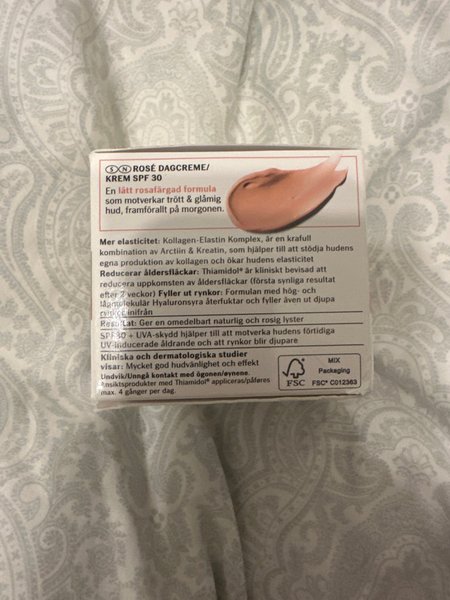 S N ROSÉ DAGCREME/
KREM SPF 30
En lätt rosafärgad formula
som motverkar trött & glåmig
hud, framförallt på morgonen.
Mer elasticitet: Kollagen-Elastin Komplex, är en krafull
kombination av Arctiin & Kreatin, som hjälper till att stödja hudens
egna produktion av kollagen och ökar hudens elasticitet
Reducerar åldersfläckar: Thiamidol® är kliniskt bevisad att
reducera uppkomsten av åldersfläckar (första synliga resultat
efter 2 veckor) Fyller ut rynkor: Formulan med hög- och
lågmolekulär Hyaluronsyra återfuktar och fyller även ut djupa
rynkor inifrån
Resultat: Ger en omedelbart naturlig och rosig lyster
SPF30 + UVA-skydd hjälper till att motverka hudens förtidiga
UV-inducerade åldrande och att rynkor blir djupare
Kliniska och dermatologiska studier
visar: Mycket god hudvänlighet och effekt
Undvik/Unngå kontakt med ögonen/øynene.
Ansiktsprodukter med Thiamidol® appliceras/påføres
max. 4 gånger per dag.
FSC
MIX
Packaging
FSC® C012363